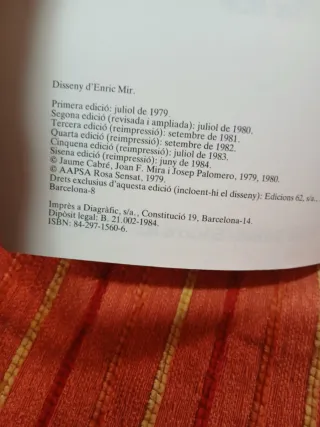 Disseny d'Enric Mir.
Primera edició: juliol de 1979.
Segona edició (revisada i ampliada): juliol de 1980.
Tercera edició (reimpressió): setembre de 1981.
Quarta edició (reimpressió): setembre de 1982.
Cinquena edició (reimpressió): juliol de 1983.
Sisena edició (reimpressió): juny de 1984.
© Jaume Cabré, Joan F. Mira i Josep Palomero, 1979, 1980.
© AAPSA Rosa Sensat, 1979.
Drets exclusius d'aquesta edició (incloent-hi el disseny): Edicions 62, s/a.,
Barcelona-8
Imprès a Diagràfic, s/a., Constitució 19, Barcelona-14.
Dipòsit legal: B. 21.002-1984.
ISBN: 84-297-1560-6.